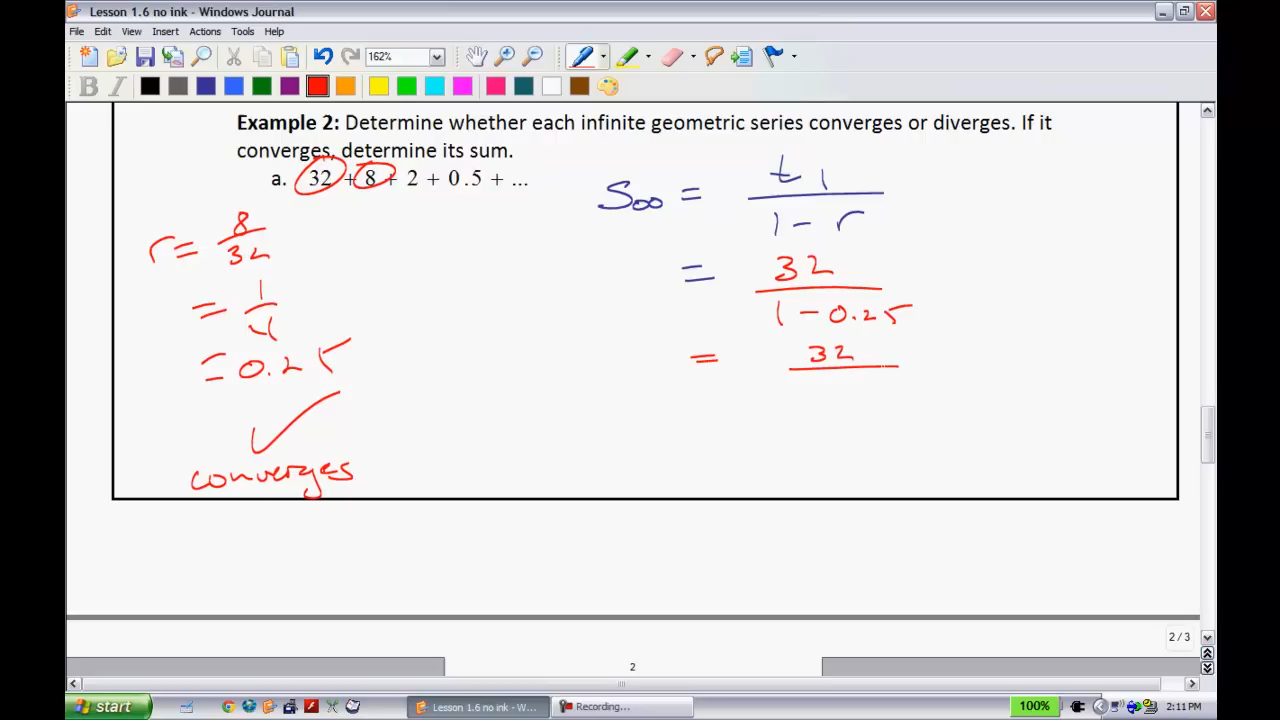 Lesson 1.6 no ink - Windows Journal
File Edit View Insert Actions Tools Help
162%
B I
Example 2: Determine whether each infinite geometric series converges or diverges. If it
converges, determine its sum.
a. 32 + 8 + 2 + 0.5 + ...
S∞ = t1 / 1 - r
r = 8/32
= 32 / 1 - 0.25
= 1/4
= 32
= 0.25
✓
converges
2 / 3
2
start
Lesson 1.6 no ink - W...
Recording...
100%
2:11 PM